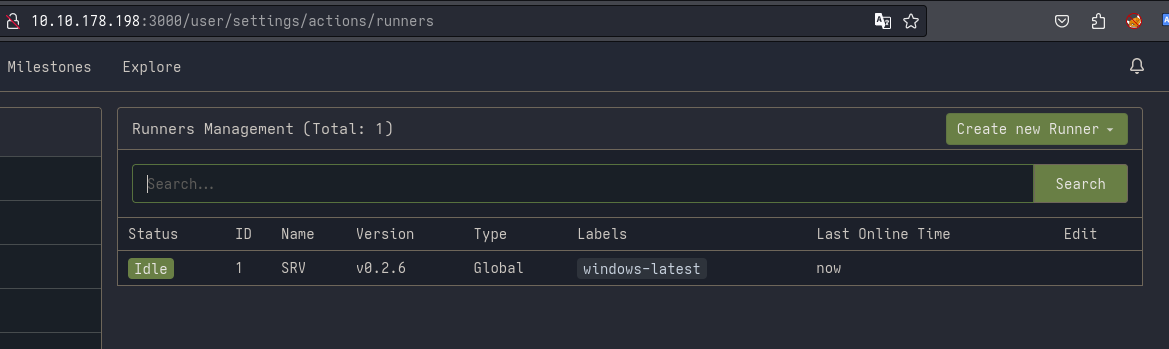 10.10.178.198:3000/user/settings/actions/runners
Milestones Explore
Runners Management (Total: 1) Create new Runner
Search... Search
Status ID Name Version Type Labels Last Online Time Edit
Idle 1 SRV v0.2.6 Global windows-latest now